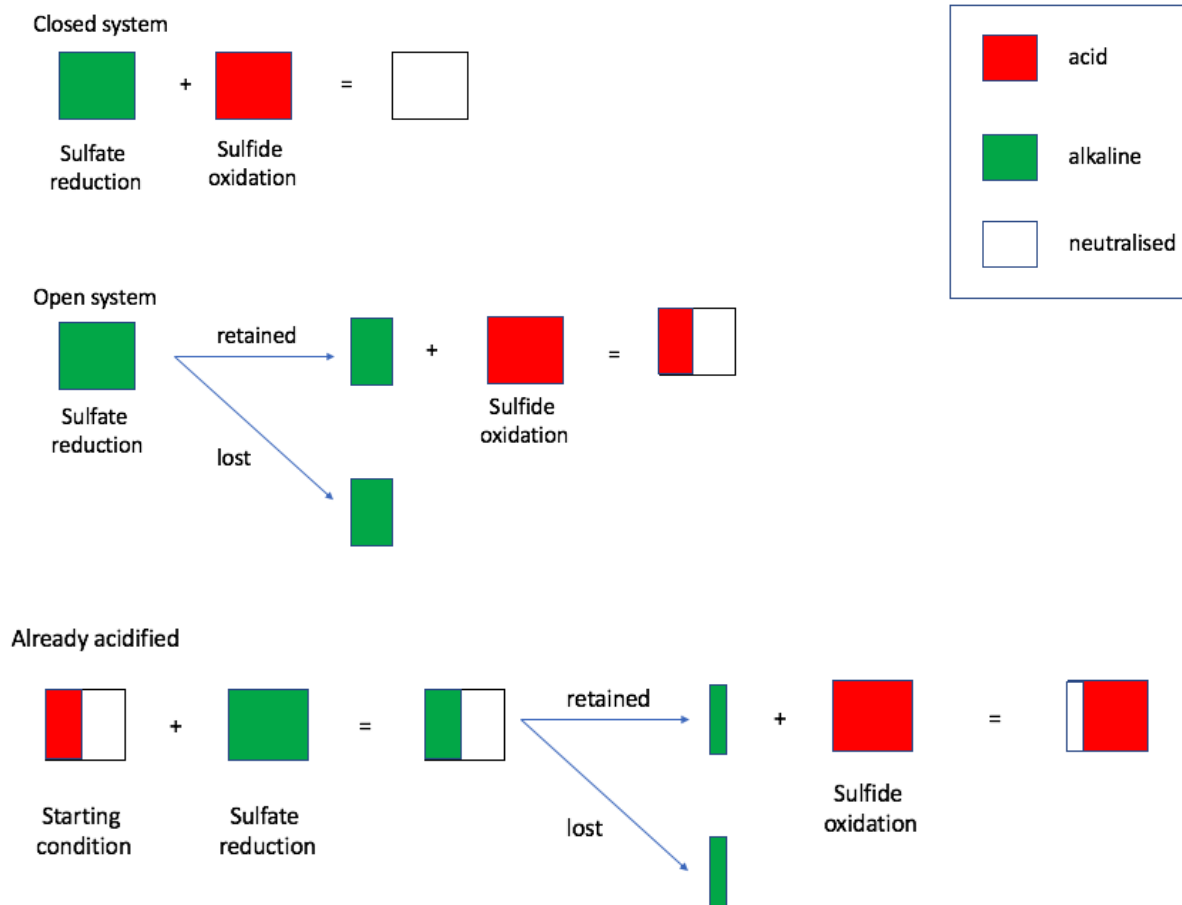 Closed system
+
=
Sulfate
reduction
Sulfide
oxidation
acid
alkaline
neutralised
Open system
retained
+
=
Sulfate
reduction
lost
Sulfide
oxidation
Already acidified
+
=
retained
+
=
Starting
condition
Sulfate
reduction
lost
Sulfide
oxidation